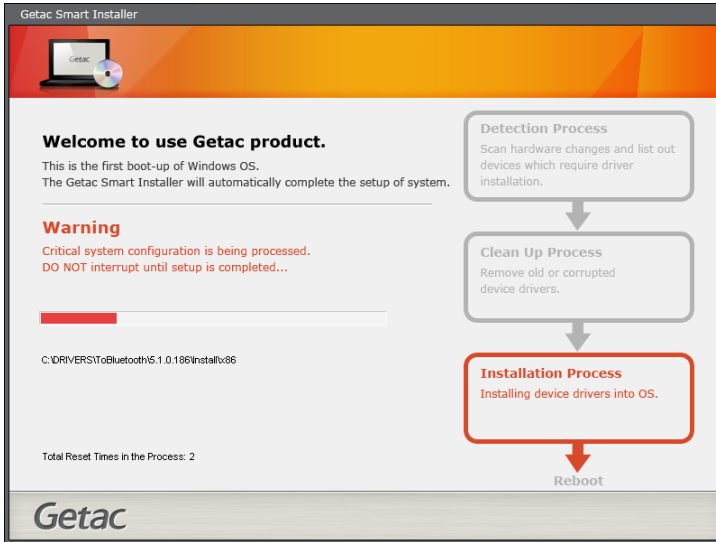 Getac Smart Installer
Getac
Welcome to use Getac product.
This is the first boot-up of Windows OS.
The Getac Smart Installer will automatically complete the setup of system.
Warning
Critical system configuration is being processed.
DO NOT interrupt until setup is completed...
C:\DRIVERS\ToBluetooth\5.1.0.186\Install\x86
Total Reset Times in the Process: 2
Detection Process
Scan hardware changes and list out
devices which require driver
installation.
Clean Up Process
Remove old or corrupted
device drivers.
Installation Process
Installing device drivers into OS.
Reboot
Getac